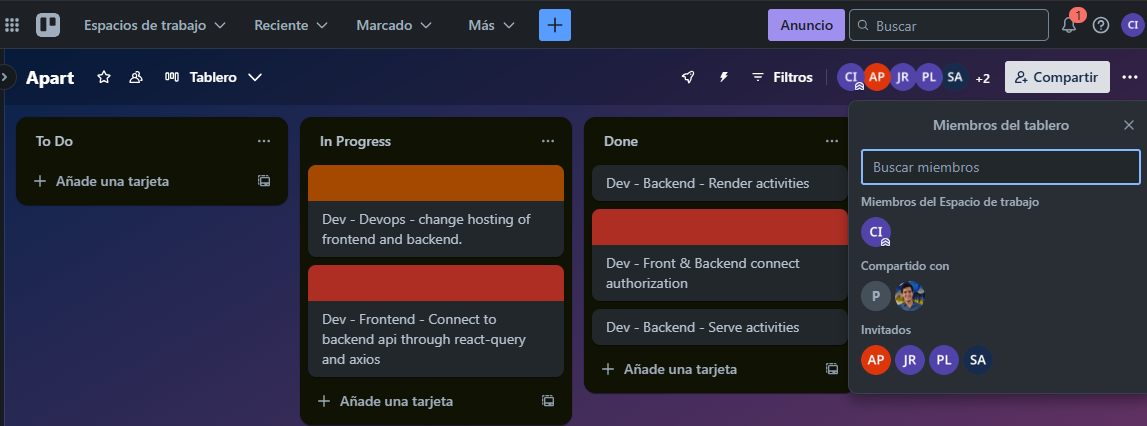 Espacios de trabajo
Reciente
Marcado
Más
+
Anuncio
Buscar
1
CI
Apart
Tablero
Filtros
CI AP JR PL SA +2
Compartir
To Do
Añade una tarjeta
In Progress
Dev - Devops - change hosting of
frontend and backend.
Dev - Frontend - Connect to
backend api through react-query
and axios
Añade una tarjeta
Done
Dev - Backend - Render activities
Dev - Front & Backend connect
authorization
Dev - Backend - Serve activities
Añade una tarjeta
Miembros del tablero
Buscar miembros
Miembros del Espacio de trabajo
CI
Compartido con
P
Invitados
AP JR PL SA